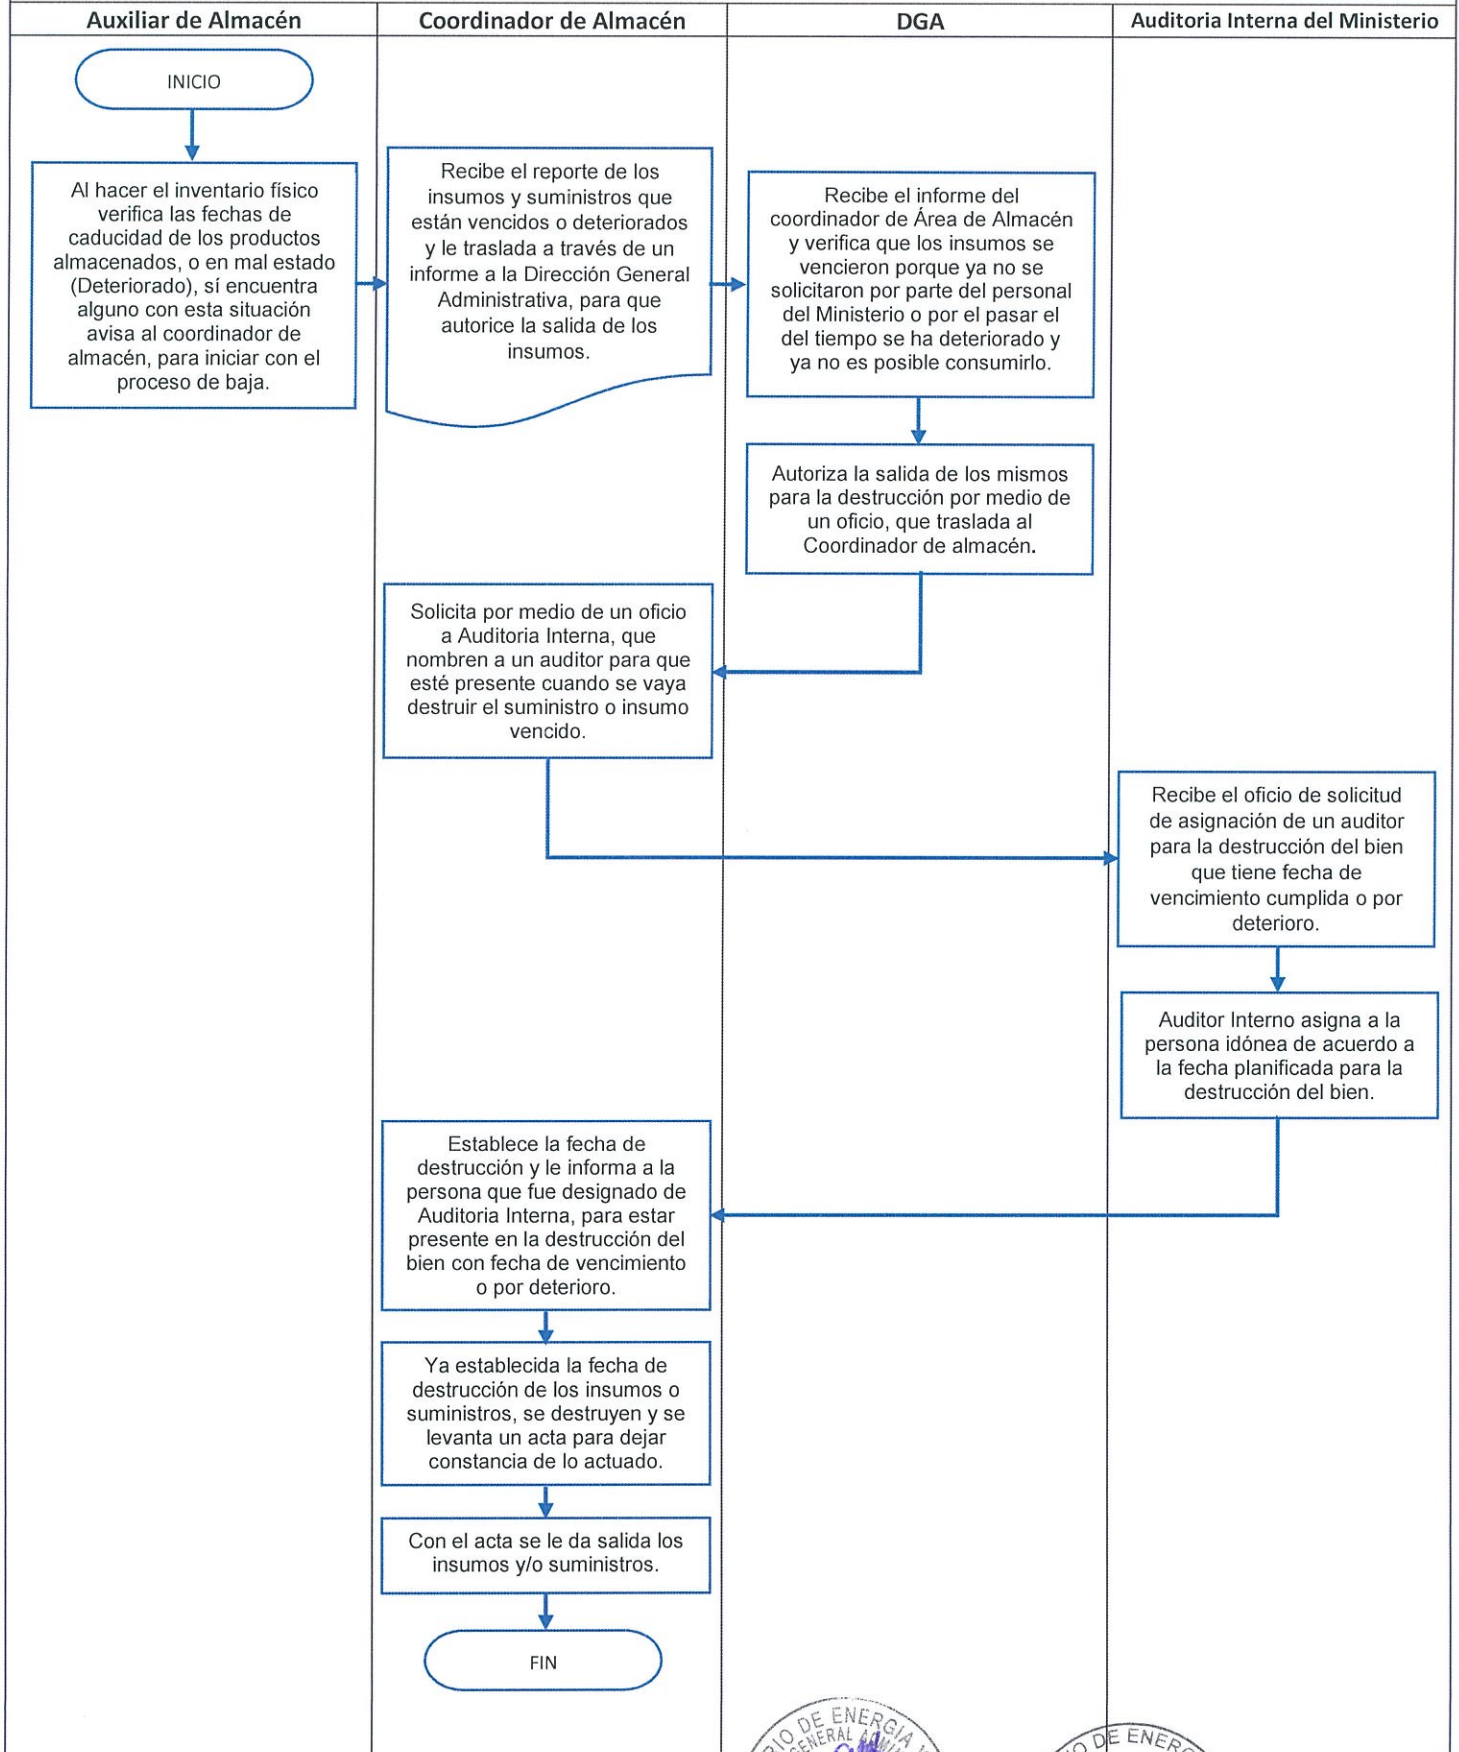 Auxiliar de Almacén
Coordinador de Almacén
DGA
Auditoria Interna del Ministerio
INICIO
Al hacer el inventario físico
verifica las fechas de
caducidad de los productos
almacenados, o en mal estado
(Deteriorado), sí encuentra
alguno con esta situación
avisa al coordinador de
almacén, para iniciar con el
proceso de baja.
Recibe el reporte de los
insumos y suministros que
están vencidos o deteriorados
y le traslada a través de un
informe a la Dirección General
Administrativa, para que
autorice la salida de los
insumos.
Recibe el informe del
coordinador de Área de Almacén
y verifica que los insumos se
vencieron porque ya no se
solicitaron por parte del personal
del Ministerio o por el pasar el
del tiempo se ha deteriorado y
ya no es posible consumirlo.
Autoriza la salida de los mismos
para la destrucción por medio de
un oficio, que traslada al
Coordinador de almacén.
Solicita por medio de un oficio
a Auditoria Interna, que
nombren a un auditor para que
esté presente cuando se vaya
destruir el suministro o insumo
vencido.
Recibe el oficio de solicitud
de asignación de un auditor
para la destrucción del bien
que tiene fecha de
vencimiento cumplida o por
deterioro.
Auditor Interno asigna a la
persona idónea de acuerdo a
la fecha planificada para la
destrucción del bien.
Establece la fecha de
destrucción y le informa a la
persona que fue designado de
Auditoria Interna, para estar
presente en la destrucción del
bien con fecha de vencimiento
o por deterioro.
Ya establecida la fecha de
destrucción de los insumos o
suministros, se destruyen y se
levanta un acta para dejar
constancia de lo actuado.
Con el acta se le da salida los
insumos y/o suministros.
FIN
DE ENERGIA
GENERAL
DE